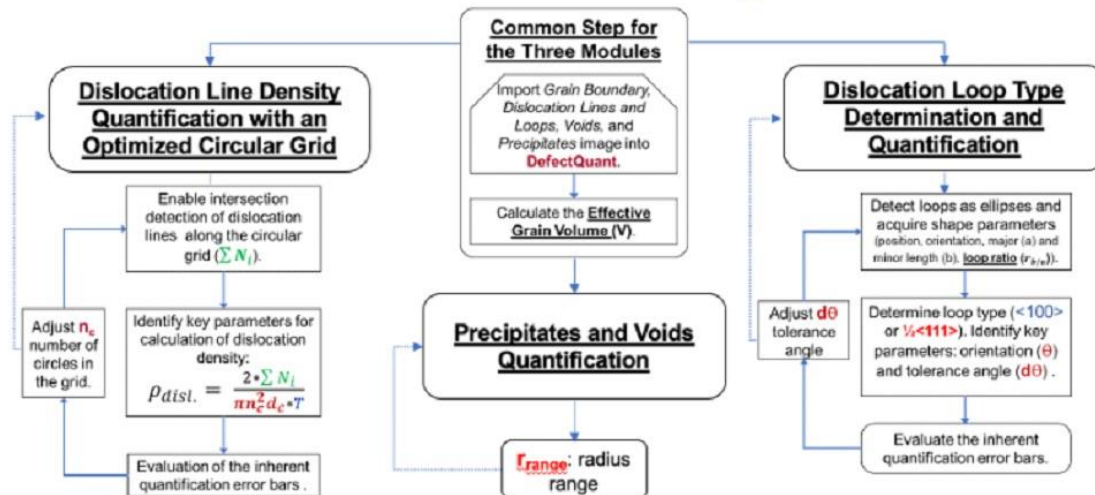 Common Step for
the Three Modules
Import Grain Boundary,
Dislocation Lines and
Loops, Voids, and
Precipitates image into
DefectQuant.
Calculate the Effective
Grain Volume (V).
Dislocation Line Density
Quantification with an
Optimized Circular Grid
Enable intersection
detection of dislocation
lines along the circular
grid (∑ Nᵢ).
Identify key parameters for
calculation of dislocation
density:
ρdisl. = 2*∑ Nᵢ / πn_c²d_c*T
Evaluation of the inherent
quantification error bars .
Adjust n_c
number of
circles in
the grid.
Precipitates and Voids
Quantification
rrange: radius
range
Dislocation Loop Type
Determination and
Quantification
Detect loops as ellipses and
acquire shape parameters
(position, orientation, major (a) and
minor length (b), loop ratio (r_b/a)).
Determine loop type (<100>
or ½<111>). Identify key
parameters: orientation (θ)
and tolerance angle (dθ) .
Evaluate the inherent
quantification error bars.
Adjust dθ
tolerance
angle